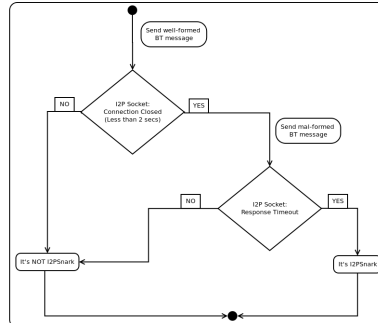 Send well-formed
BT message
I2P Socket:
Connection Closed
(Less than 2 secs)
NO
YES
Send mal-formed
BT message
I2P Socket:
Response Timeout
NO
YES
It's NOT I2PSnark
It's I2PSnark